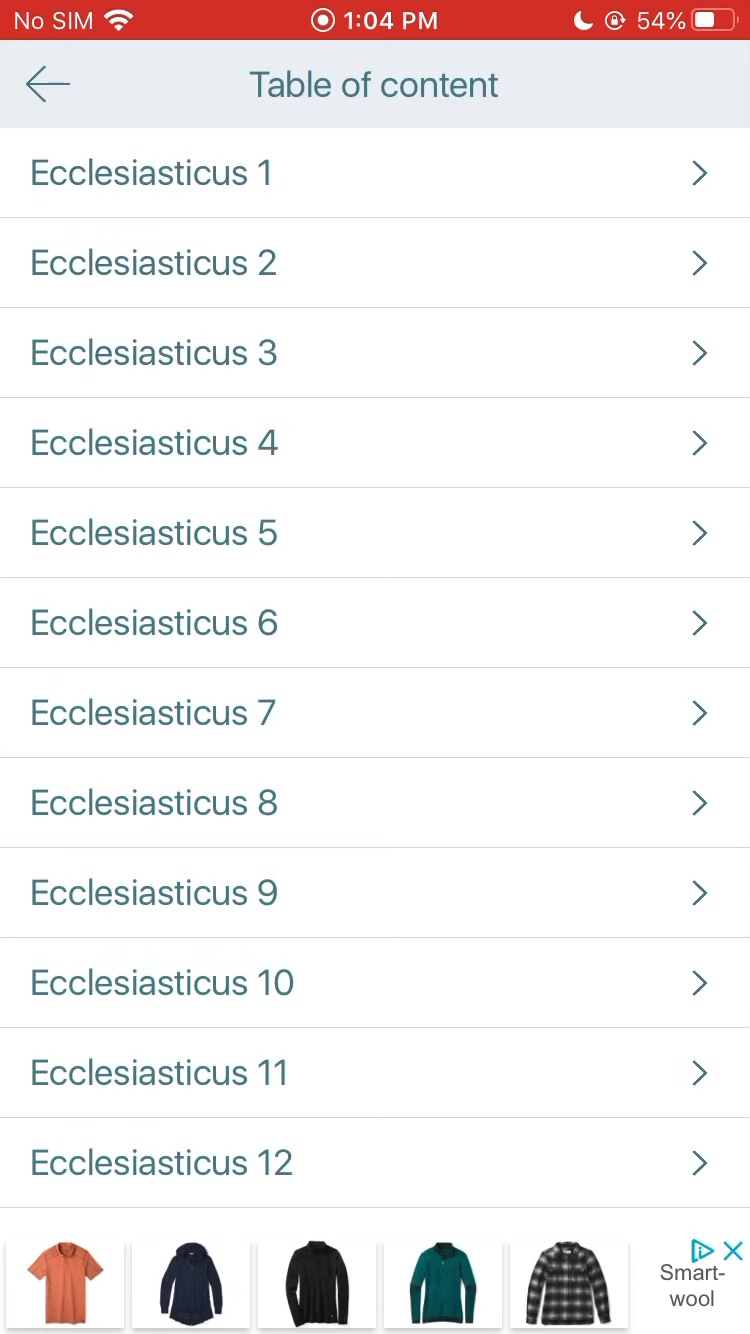 No SIM 1:04 PM 54%
Table of content
Ecclesiasticus 1
Ecclesiasticus 2
Ecclesiasticus 3
Ecclesiasticus 4
Ecclesiasticus 5
Ecclesiasticus 6
Ecclesiasticus 7
Ecclesiasticus 8
Ecclesiasticus 9
Ecclesiasticus 10
Ecclesiasticus 11
Ecclesiasticus 12
Smart-
wool